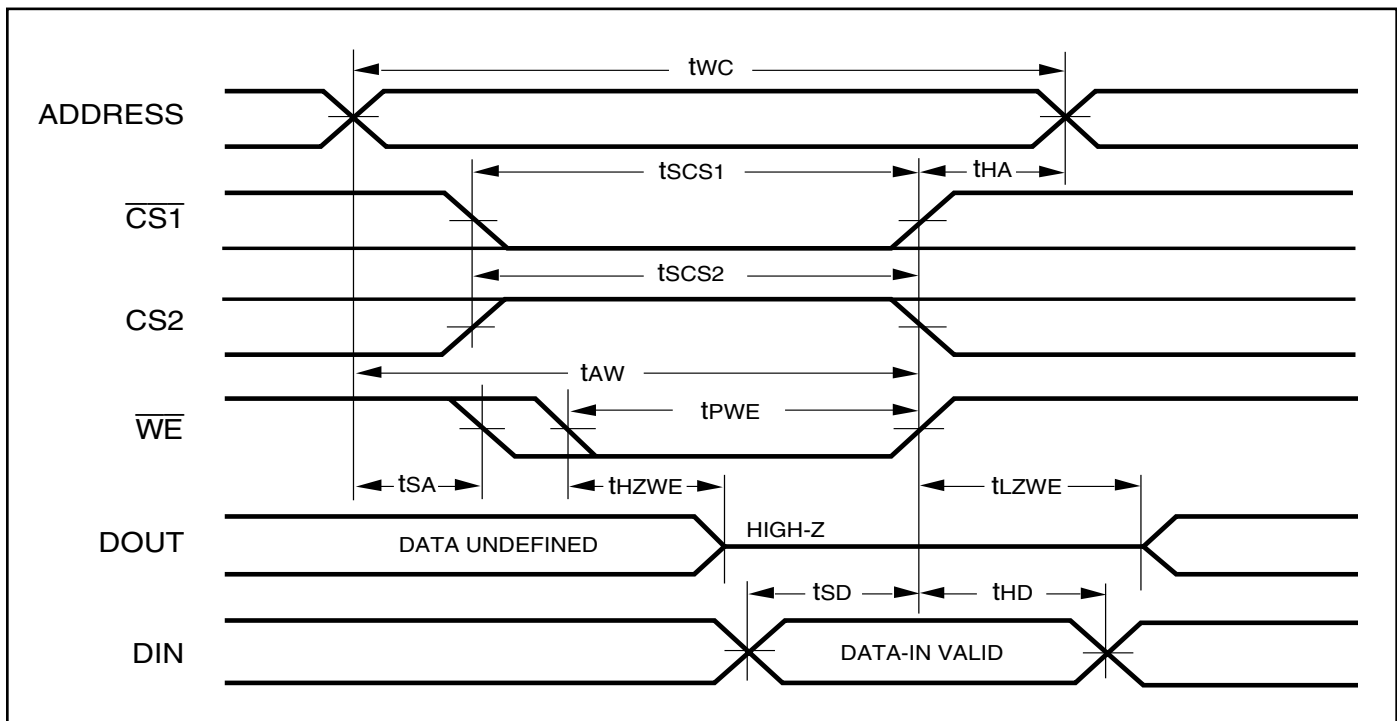 tWC
ADDRESS
tSCS1
tHA
CS1
tSCS2
CS2
tAW
tPWE
WE
tSA
tHZWE
tLZWE
DOUT
DATA UNDEFINED
HIGH-Z
tSD
tHD
DIN
DATA-IN VALID